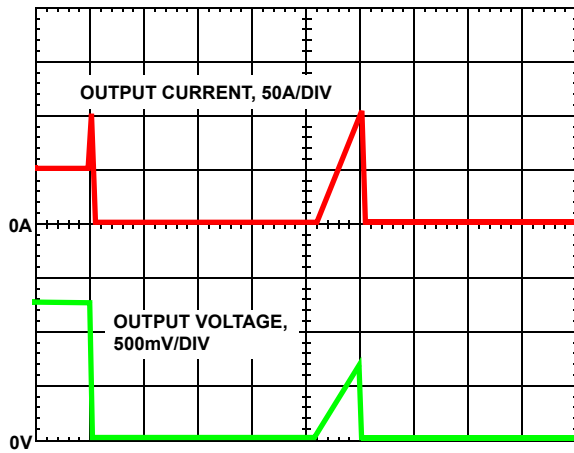 OUTPUT CURRENT, 50A/DIV
0A
OUTPUT VOLTAGE,
500mV/DIV
0V